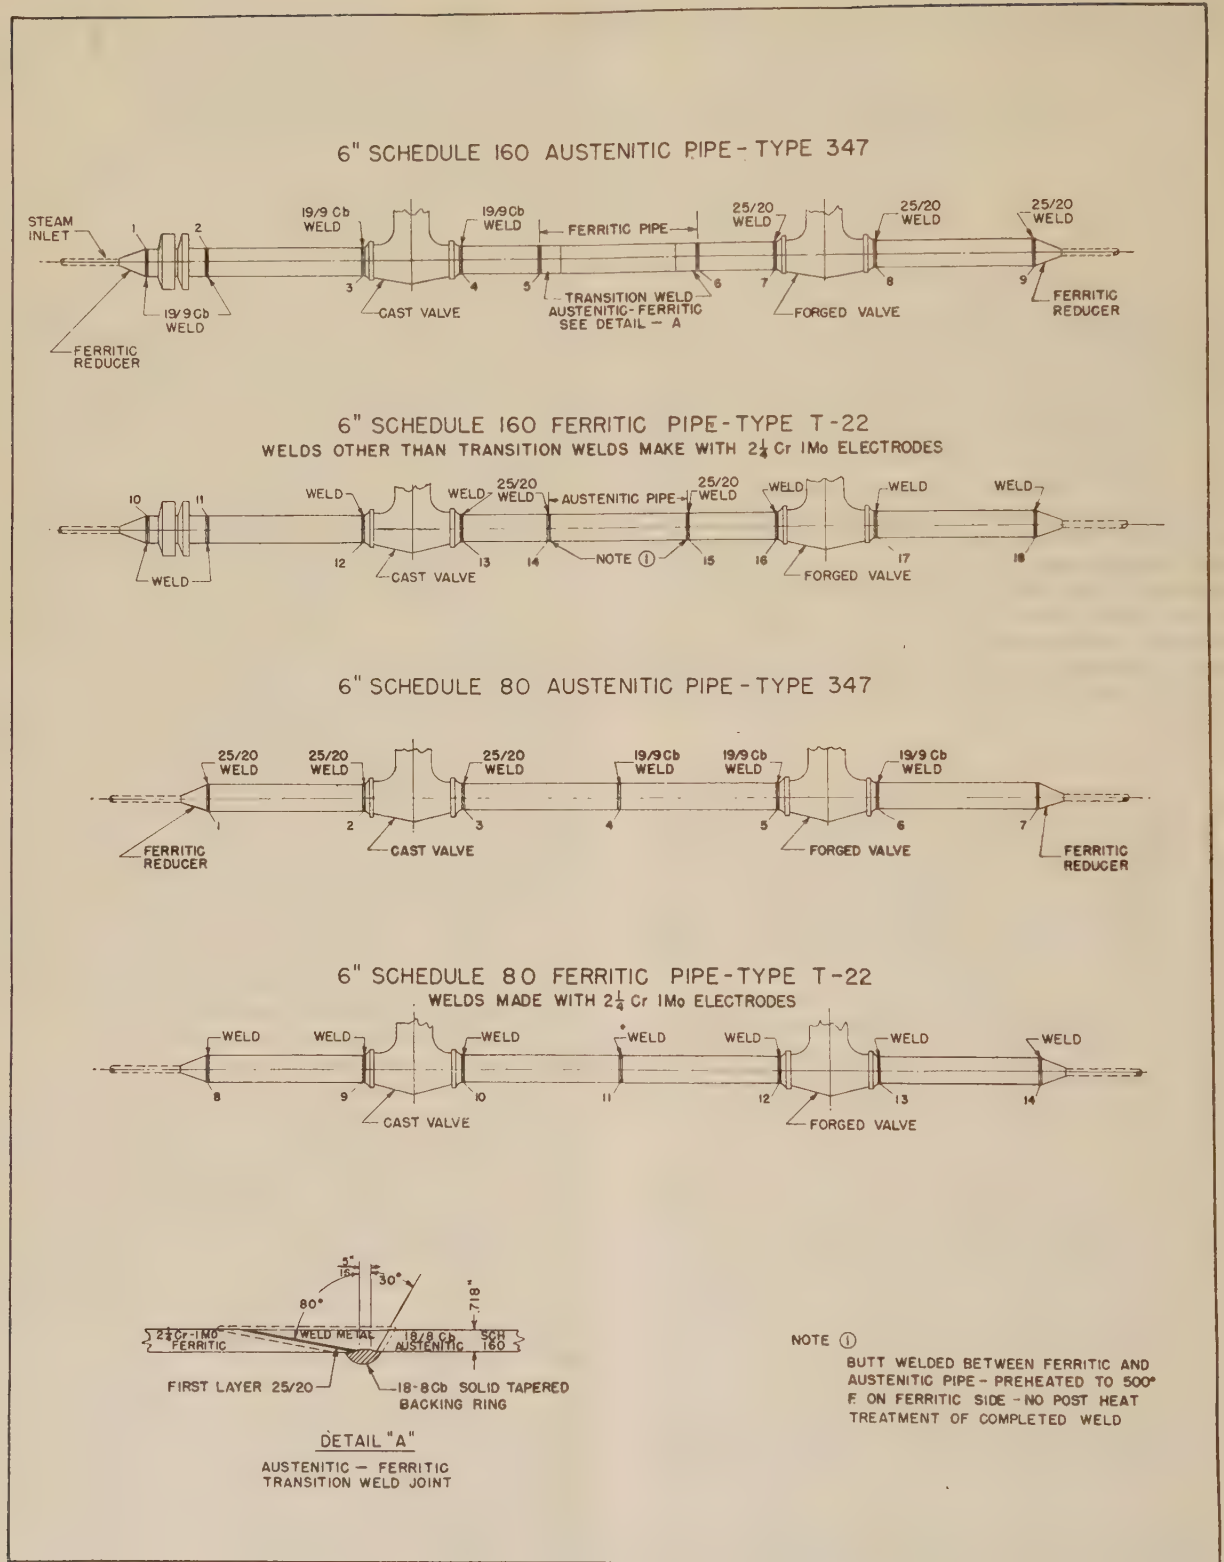 6" SCHEDULE 160 AUSTENITIC PIPE - TYPE 347
STEAM
INLET
1
2
19/9 Cb
WELD
19/9 Cb
WELD
FERRITIC PIPE
25/20
WELD
25/20
WELD
25/20
WELD
3
4
5
6
7
8
9
19/9 Cb
WELD
CAST VALVE
TRANSITION WELD
AUSTENITIC-FERRITIC
SEE DETAIL - A
FORGED VALVE
FERRITIC
REDUCER
FERRITIC
REDUCER
6" SCHEDULE 160 FERRITIC PIPE-TYPE T-22
WELDS OTHER THAN TRANSITION WELDS MAKE WITH 2¼ Cr 1Mo ELECTRODES
10
11
WELD
WELD
25/20
WELD
AUSTENITIC PIPE
25/20
WELD
WELD
WELD
WELD
12
13
14
NOTE ①
15
16
17
18
WELD
CAST VALVE
FORGED VALVE
6" SCHEDULE 80 AUSTENITIC PIPE - TYPE 347
25/20
WELD
25/20
WELD
25/20
WELD
19/9 Cb
WELD
19/9 Cb
WELD
19/9 Cb
WELD
1
2
3
4
5
6
7
FERRITIC
REDUCER
CAST VALVE
FORGED VALVE
FERRITIC
REDUCER
6" SCHEDULE 80 FERRITIC PIPE-TYPE T-22
WELDS MADE WITH 2¼ Cr 1Mo ELECTRODES
WELD
WELD
WELD
WELD
WELD
WELD
WELD
8
9
10
11
12
13
14
CAST VALVE
FORGED VALVE
5"
16
30°
80°
.718"
2¼ Cr-1Mo
FERRITIC
WELD METAL
18/8 Cb
AUSTENITIC
SCH
160
FIRST LAYER 25/20
18-8Cb SOLID TAPERED
BACKING RING
DETAIL "A"
AUSTENITIC - FERRITIC
TRANSITION WELD JOINT
NOTE ①
BUTT WELDED BETWEEN FERRITIC AND
AUSTENITIC PIPE - PREHEATED TO 500°
F. ON FERRITIC SIDE - NO POST HEAT
TREATMENT OF COMPLETED WELD